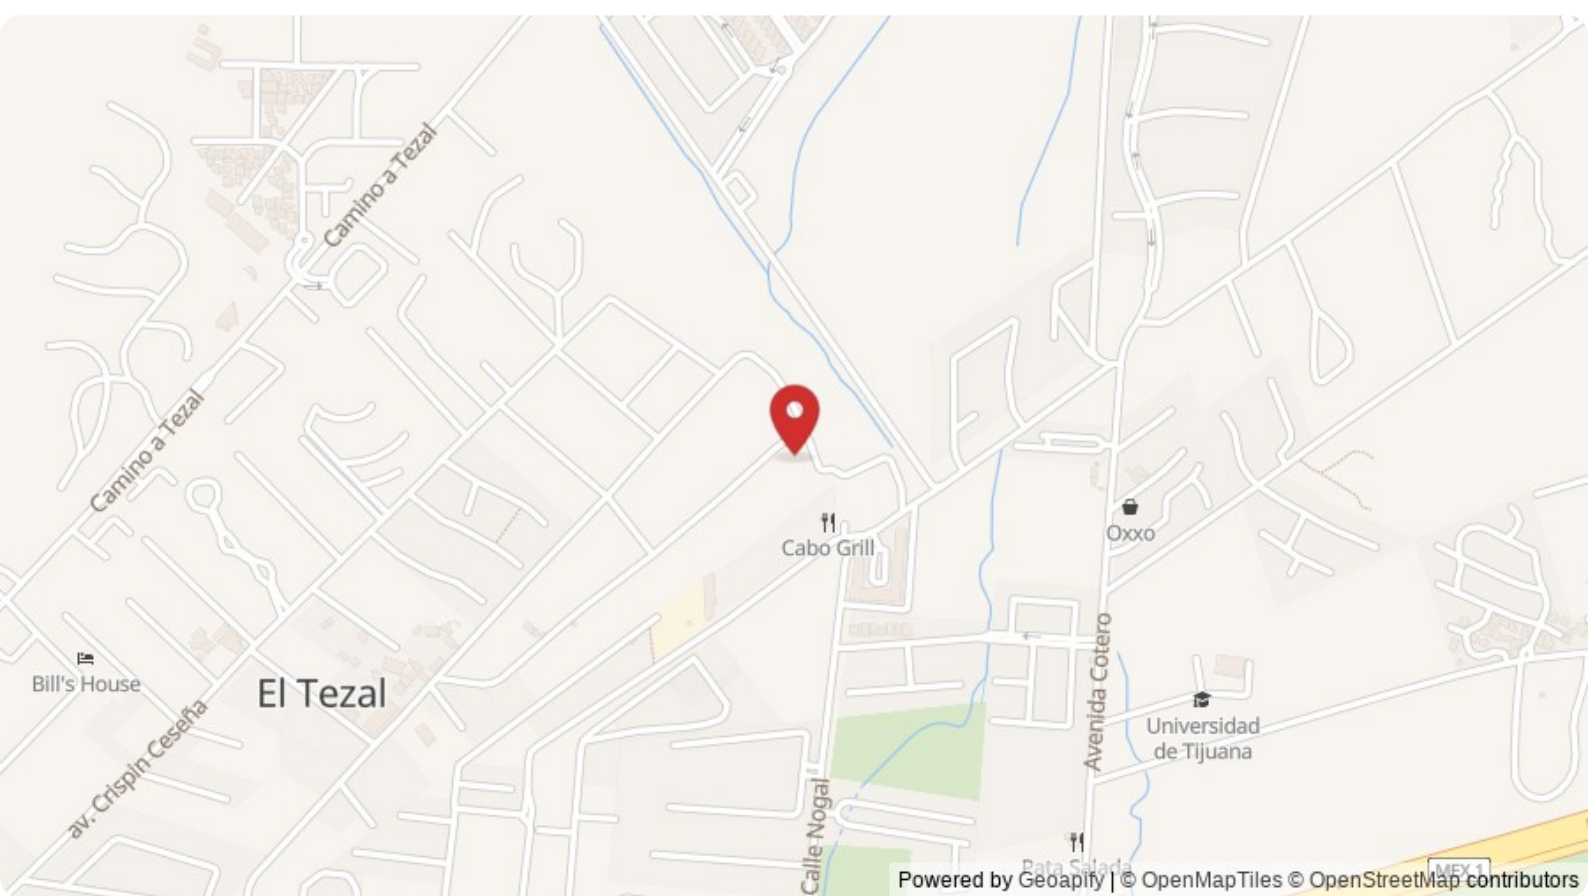 Camino a Tezal
Camino a Tezal
Cabo Grill
Oxxo
Bill's House
El Tezal
av. Crispin Ceseña
Avenida Cotero
Universidad
de Tijuana
Calle Nogal
Pata Salada
MEX 1
Powered by Geoapify | © OpenMapTiles © OpenStreetMap contributors